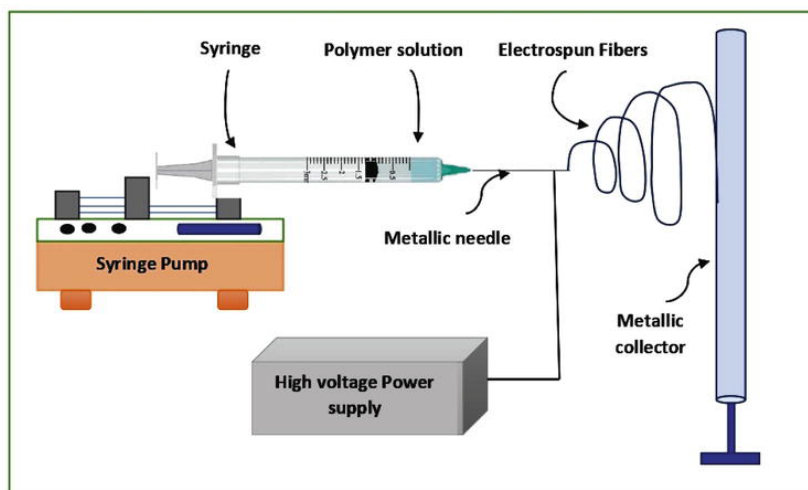 Syringe
Polymer solution
Electrospun Fibers
Metallic needle
Syringe Pump
Metallic
collector
High voltage Power
supply